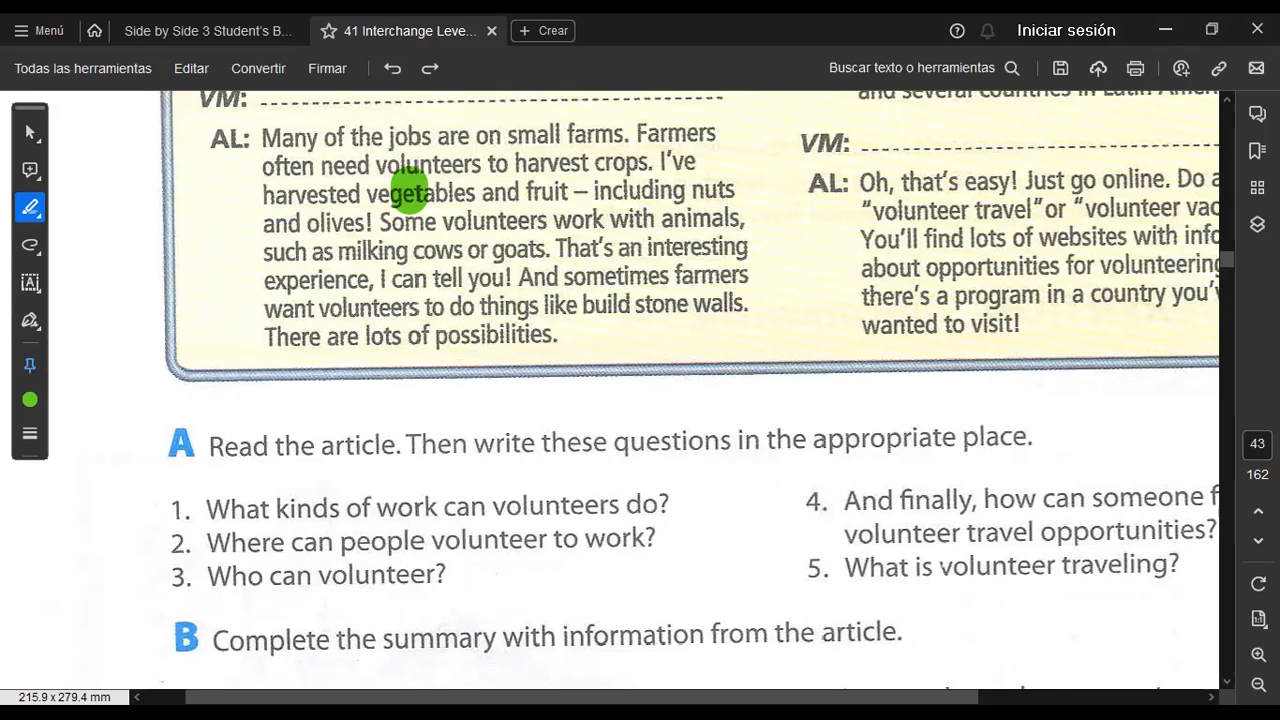 Menú
Side by Side 3 Student's B...
41 Interchange Leve...
Crear
Iniciar sesión
Todas las herramientas
Editar
Convertir
Firmar
Buscar texto o herramientas
VM:
AL: Many of the jobs are on small farms. Farmers
often need volunteers to harvest crops. I've
harvested vegetables and fruit – including nuts
and olives! Some volunteers work with animals,
such as milking cows or goats. That's an interesting
experience, I can tell you! And sometimes farmers
want volunteers to do things like build stone walls.
There are lots of possibilities.
and several countries in Latin Amer
VM:
AL: Oh, that's easy! Just go online. Do a
"volunteer travel" or "volunteer vac
You'll find lots of websites with info
about opportunities for volunteering
there's a program in a country you'v
wanted to visit!
A Read the article. Then write these questions in the appropriate place.
1. What kinds of work can volunteers do?
2. Where can people volunteer to work?
3. Who can volunteer?
4. And finally, how can someone f
volunteer travel opportunities?
5. What is volunteer traveling?
B Complete the summary with information from the article.
43
162
215.9 x 279.4 mm